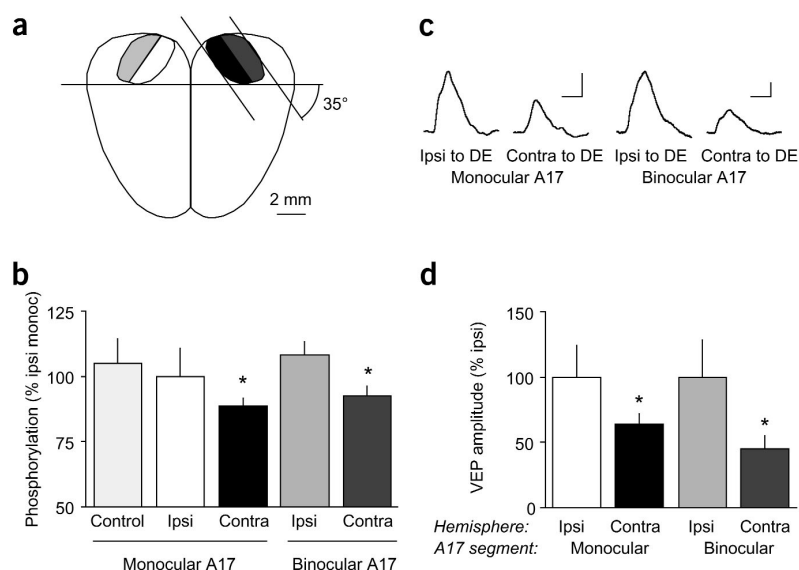 a
35°
2 mm
b
Phosphorylation (% ipsi monoc)
125
100
75
50
Control Ipsi Contra Ipsi Contra
Monocular A17 Binocular A17
c
Ipsi to DE Contra to DE Ipsi to DE Contra to DE
Monocular A17 Binocular A17
d
VEP amplitude (% ipsi)
150
100
50
0
* *
* *
Hemisphere: Ipsi Contra Ipsi Contra
A17 segment: Monocular Binocular